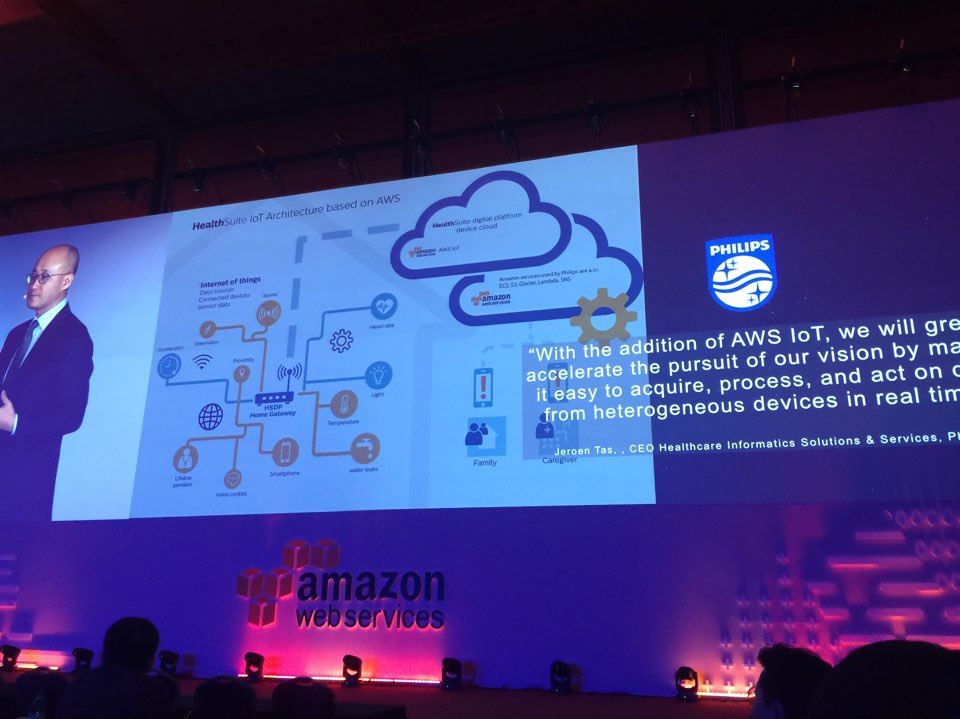 HealthSuite IoT Architecture based on AWS
HealthSuite digital platform
device cloud
amazon
web services
AWS IoT
Amazon services used by Philips are a.o.:
EC2, S3, Glacier, Lambda, SNS
amazon
web services
Internet of things
Data sources
Connected devices
Sensor data
Sound
Orientation
Acceleration
Proximity
Heart rate
Light
HSDP
Home Gateway
Temperature
water leaks
Smartphone
Voice control
Lifeline
pendant
Family
Caregiver
PHILIPS
“With the addition of AWS IoT, we will gre
accelerate the pursuit of our vision by ma
it easy to acquire, process, and act on
from heterogeneous devices in real tim
Jeroen Tas, , CEO Healthcare Informatics Solutions & Services, Ph
amazon
web services